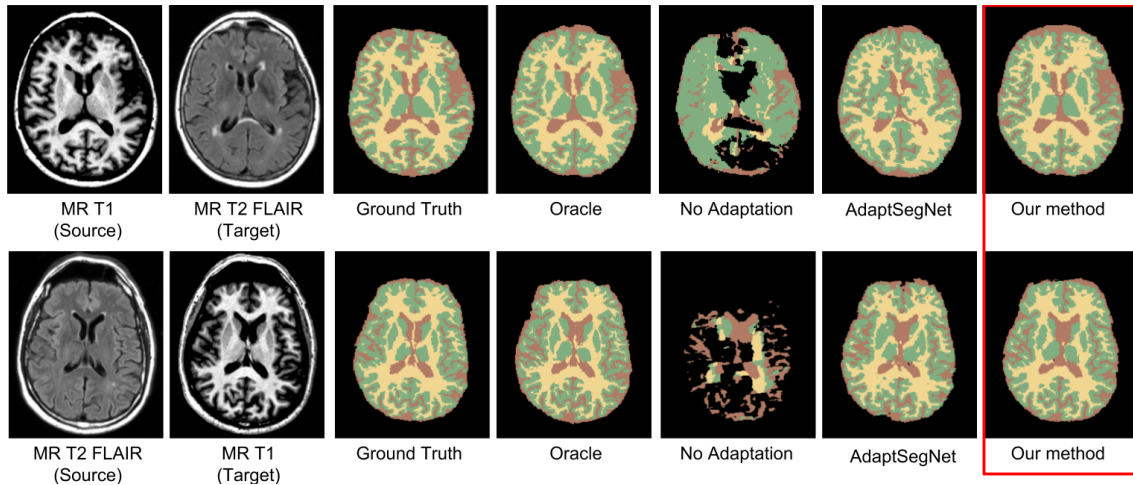 MR T1
(Source)
MR T2 FLAIR
(Target)
Ground Truth
Oracle
No Adaptation
AdaptSegNet
Our method
MR T2 FLAIR
(Source)
MR T1
(Target)
Ground Truth
Oracle
No Adaptation
AdaptSegNet
Our method